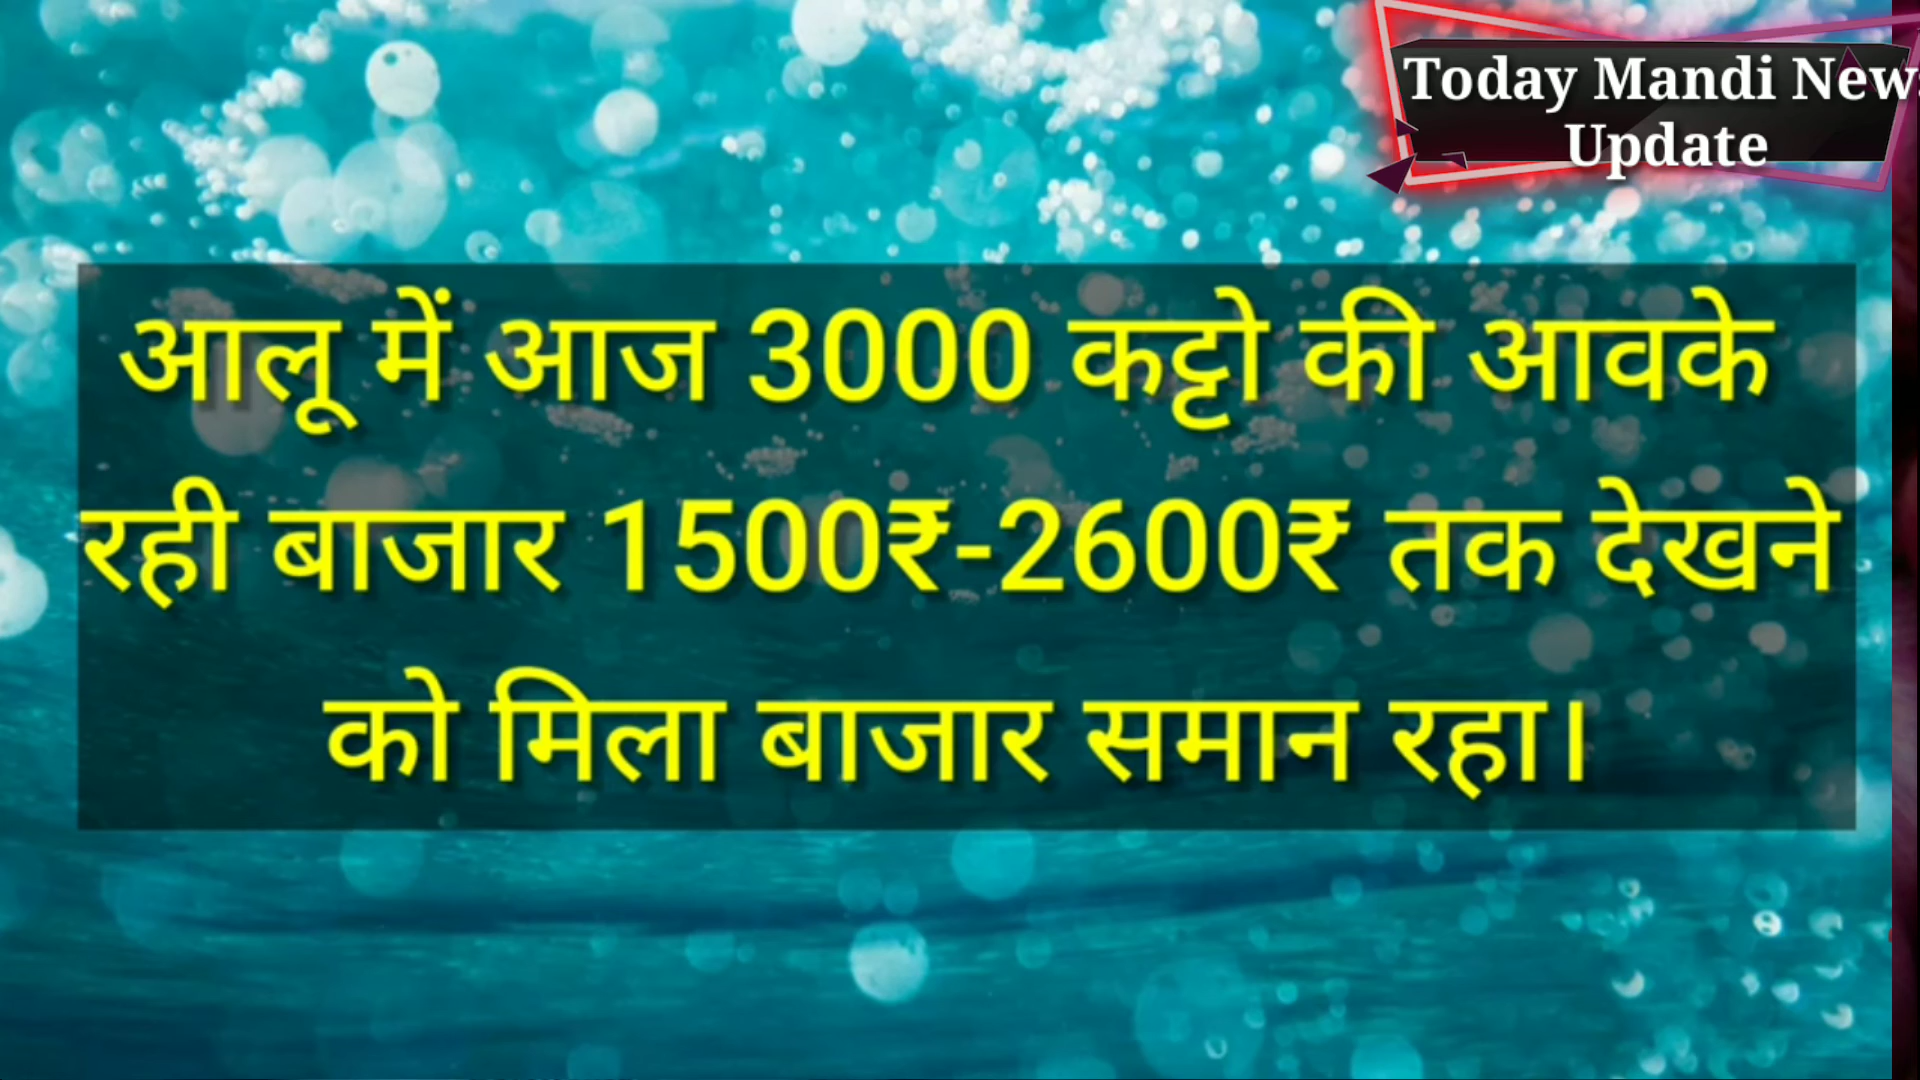 Today Mandi News
Update
आलू में आज 3000 कट्टो की आवके
रही बाजार 1500₹-2600₹ तक देखने
को मिला बाजार समान रहा।